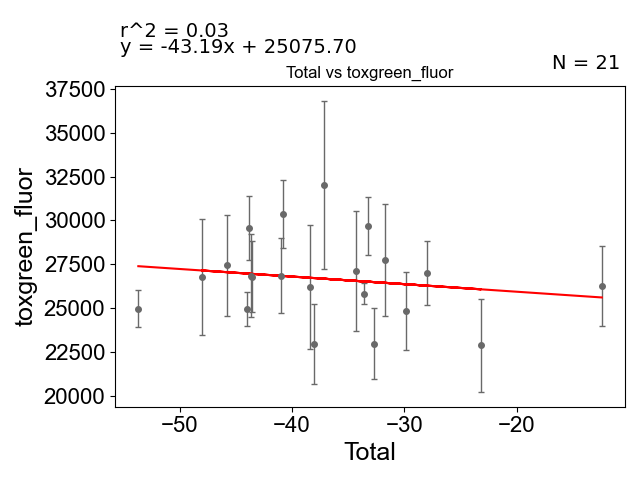 r^2 = 0.03
y = -43.19x + 25075.70
N = 21
Total vs toxgreen_fluor
37500
35000
32500
30000
27500
25000
22500
20000
toxgreen_fluor
−50
−40
−30
−20
Total